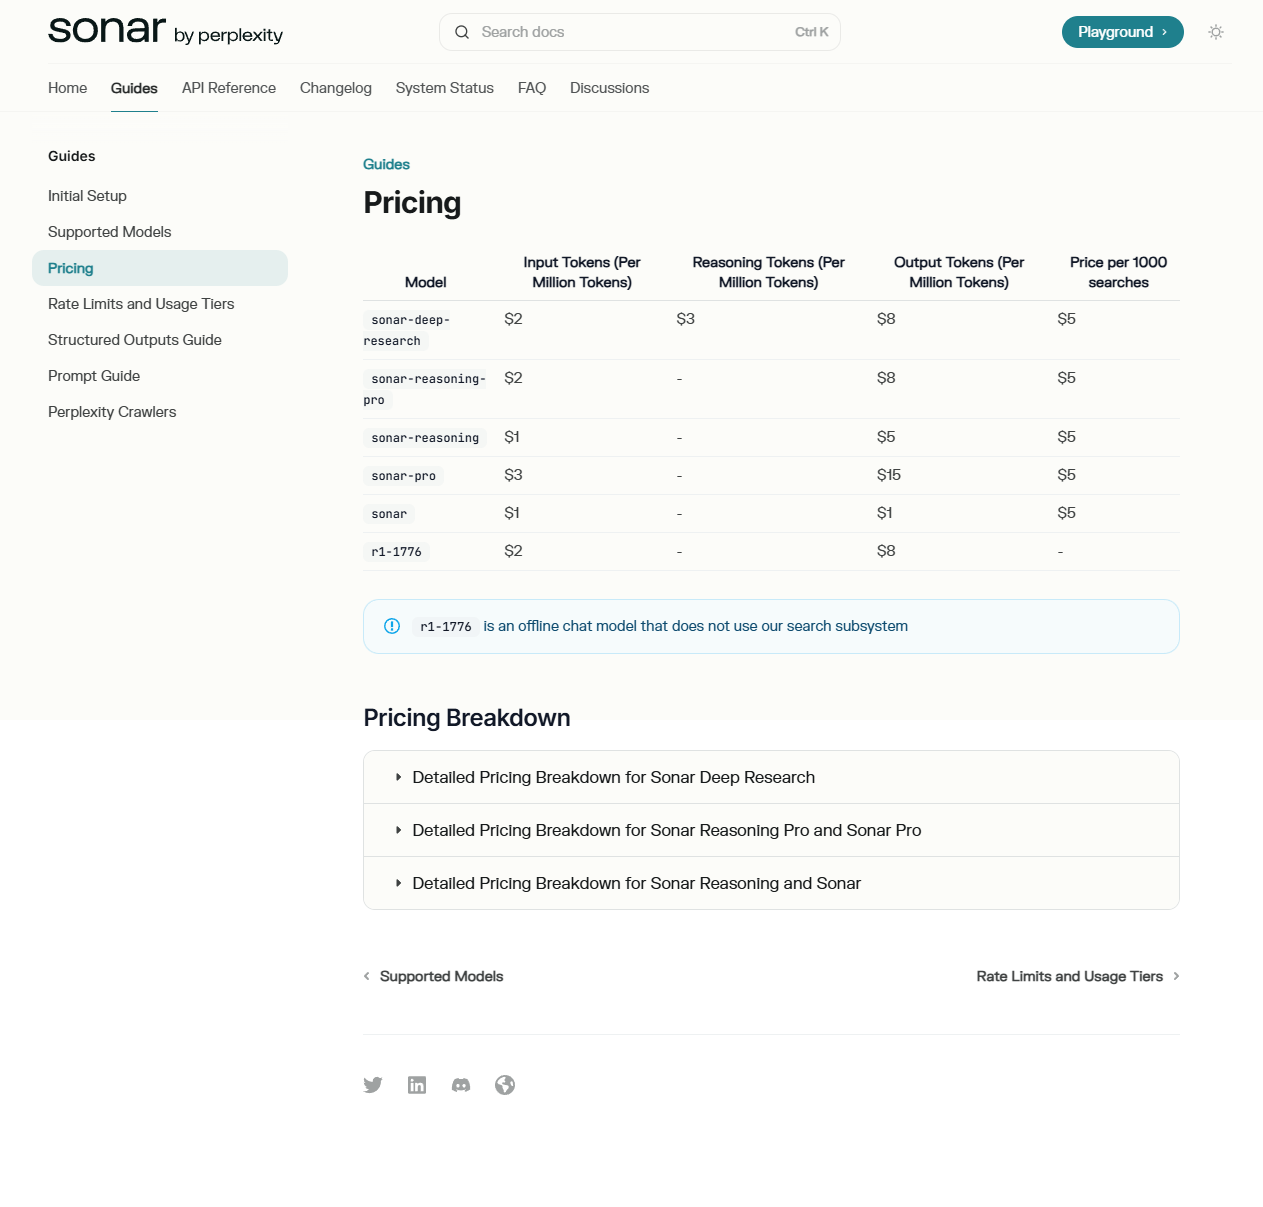 sonar by perplexity
Search docs
Ctrl K
Playground
Home Guides API Reference Changelog System Status FAQ Discussions
Guides
Initial Setup
Supported Models
Pricing
Rate Limits and Usage Tiers
Structured Outputs Guide
Prompt Guide
Perplexity Crawlers
Guides
Pricing
Model
Input Tokens (Per
Million Tokens)
Reasoning Tokens (Per
Million Tokens)
Output Tokens (Per
Million Tokens)
Price per 1000
searches
sonar-deep-
research
$2 $3 $8 $5
sonar-reasoning-
pro
$2 - $8 $5
sonar-reasoning $1 - $5 $5
sonar-pro $3 - $15 $5
sonar $1 - $1 $5
r1-1776 $2 - $8 -
r1-1776 is an offline chat model that does not use our search subsystem
Pricing Breakdown
Detailed Pricing Breakdown for Sonar Deep Research
Detailed Pricing Breakdown for Sonar Reasoning Pro and Sonar Pro
Detailed Pricing Breakdown for Sonar Reasoning and Sonar
Supported Models
Rate Limits and Usage Tiers